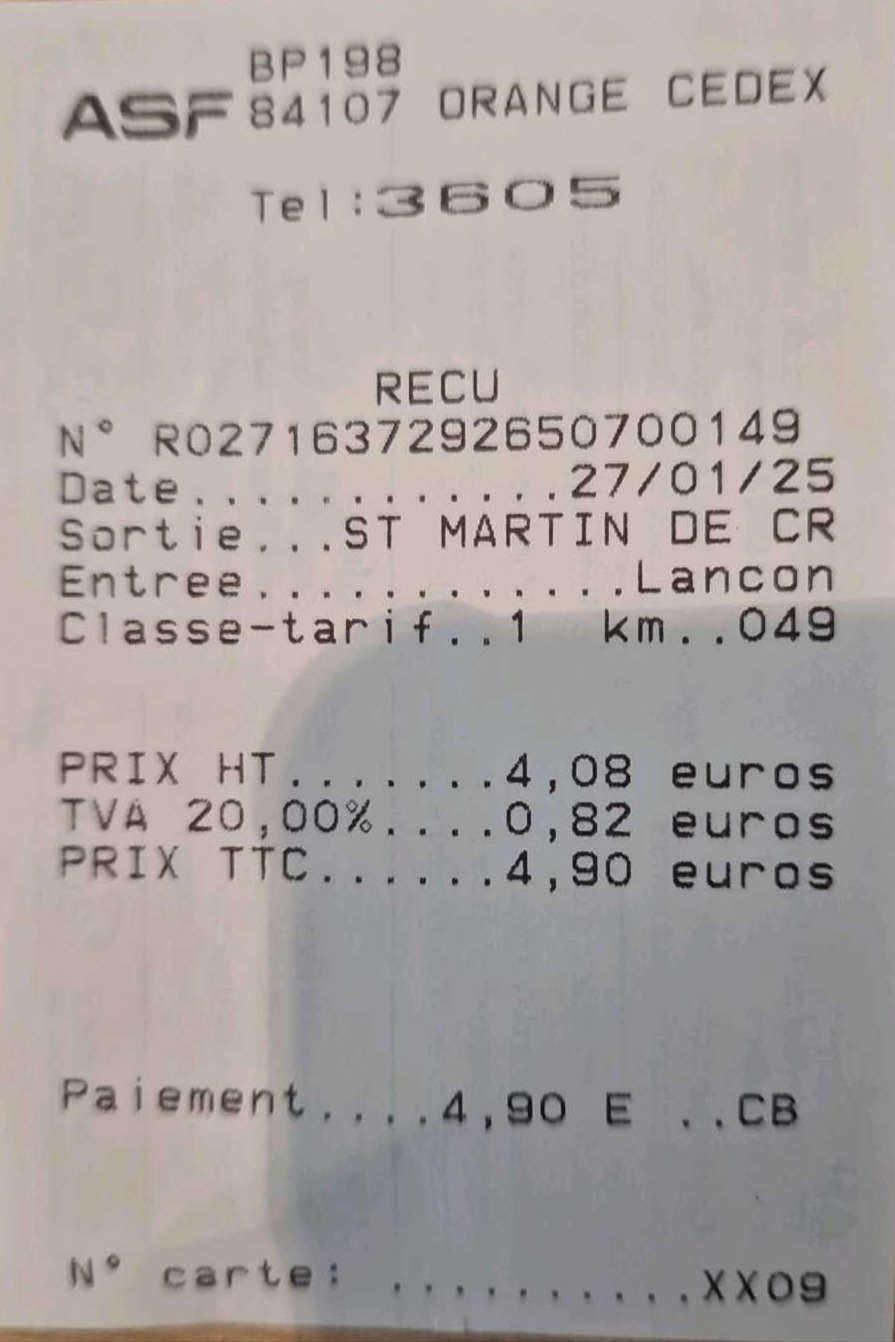 BP198
ASF 84107 ORANGE CEDEX
Tel:3605
RECU
N° R0271637292650700149
Date.............27/01/25
Sortie...ST MARTIN DE CR
Entree............Lancon
Classe-tarif..1 km..049
PRIX HT.......4,08 euros
TVA 20,00%....0,82 euros
PRIX TTC......4,90 euros
Paiement....4,90 E ..CB
N° carte: ...........XX09